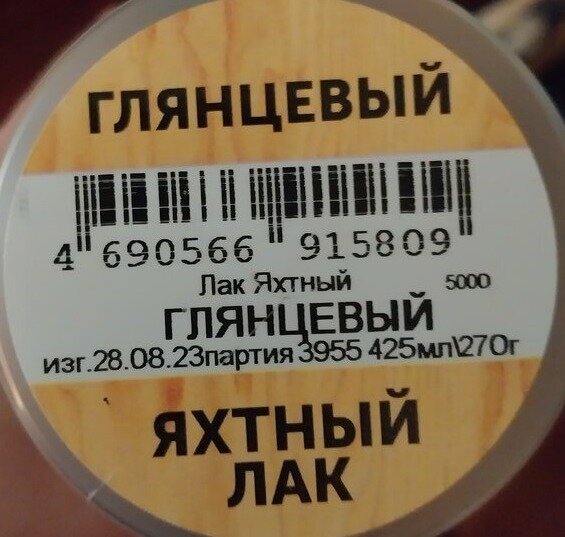 ГЛЯНЦЕВЫЙ
4 690566 915809
Лак Яхтный 5000
ГЛЯНЦЕВЫЙ
изг.28.08.23партия 3955 425мл\270г
ЯХТНЫЙ
ЛАК